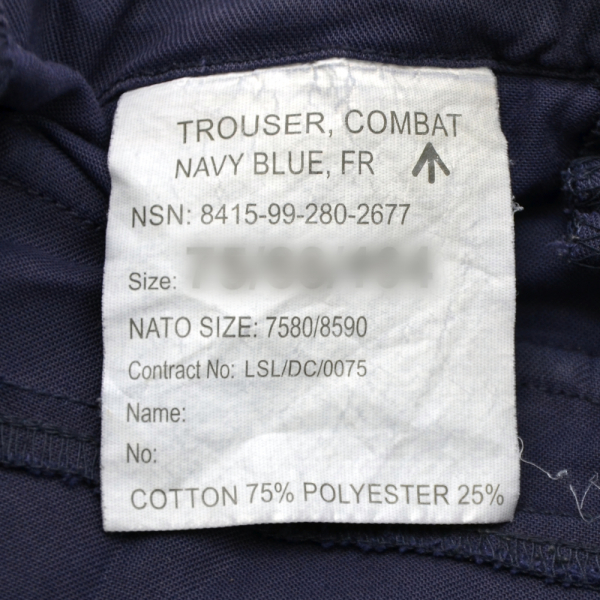 TROUSER, COMBAT
NAVY BLUE, FR
NSN: 8415-99-280-2677
Size:
NATO SIZE: 7580/8590
Contract No: LSL/DC/0075
Name:
No:
COTTON 75% POLYESTER 25%